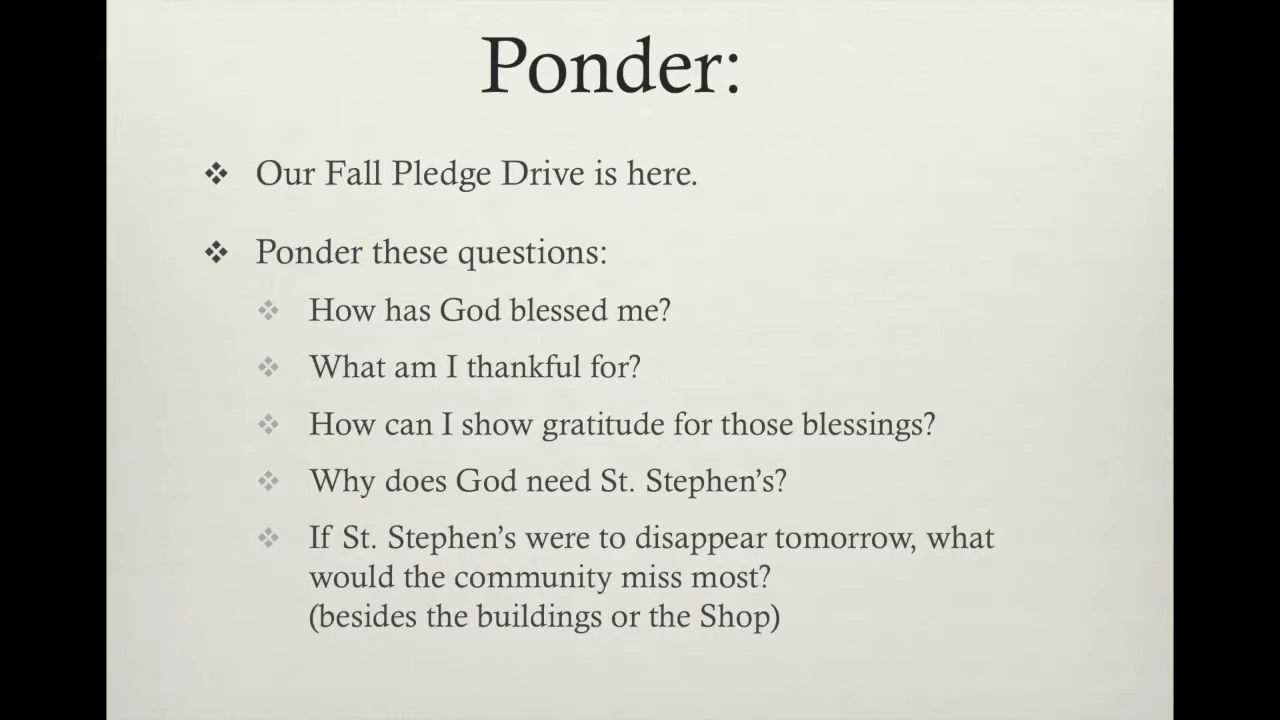 Ponder:
Our Fall Pledge Drive is here.
Ponder these questions:
How has God blessed me?
What am I thankful for?
How can I show gratitude for those blessings?
Why does God need St. Stephen’s?
If St. Stephen’s were to disappear tomorrow, what
would the community miss most?
(besides the buildings or the Shop)